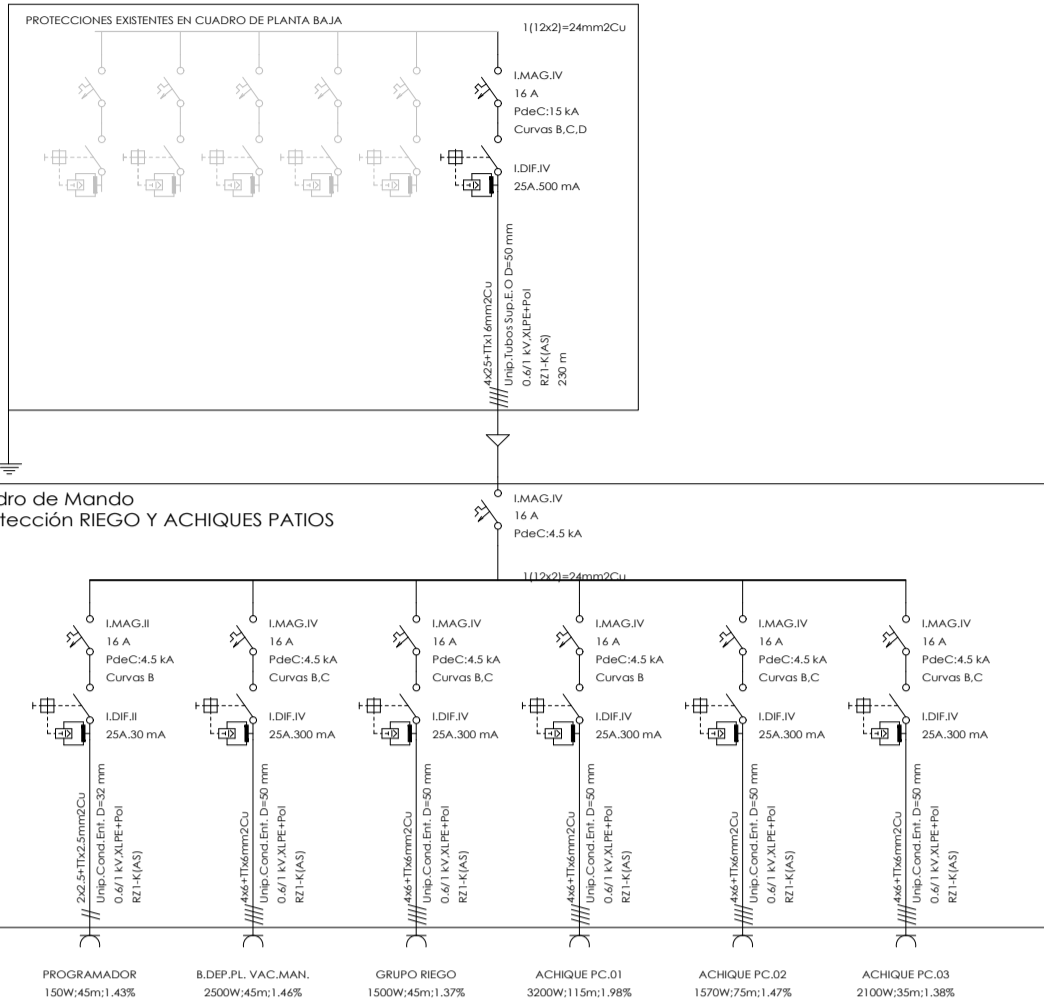 PROTECCIONES EXISTENTES EN CUADRO DE PLANTA BAJA
1(12x2)=24mm2Cu
I.MAG.IV
16 A
PdeC:15 kA
Curvas B,C,D
I.DIF.IV
25A.500 mA
4x25+TTx16mm2Cu
Unip.Tubos Sup.E.O D=50 mm
0.6/1 kV,XLPE+Pol
RZ1-K(AS)
230 m
dro de Mando
tección RIEGO Y ACHIQUES PATIOS
I.MAG.IV
16 A
PdeC:4.5 kA
1(12x2)=24mm2Cu
I.MAG.II
16 A
PdeC:4.5 kA
Curvas B
I.DIF.II
25A.30 mA
2x2.5+TTx2.5mm2Cu
Unip.Cond.Ent. D=32 mm
0.6/1 kV,XLPE+Pol
RZ1-K(AS)
PROGRAMADOR
150W;45m;1.43%
I.MAG.IV
16 A
PdeC:4.5 kA
Curvas B,C
I.DIF.IV
25A.300 mA
4x6+TTx6mm2Cu
Unip.Cond.Ent. D=50 mm
0.6/1 kV,XLPE+Pol
RZ1-K(AS)
B.DEP.PL. VAC.MAN.
2500W;45m;1.46%
I.MAG.IV
16 A
PdeC:4.5 kA
Curvas B,C
I.DIF.IV
25A.300 mA
4x6+TTx6mm2Cu
Unip.Cond.Ent. D=50 mm
0.6/1 kV,XLPE+Pol
RZ1-K(AS)
GRUPO RIEGO
1500W;45m;1.37%
I.MAG.IV
16 A
PdeC:4.5 kA
Curvas B
I.DIF.IV
25A.300 mA
4x6+TTx6mm2Cu
Unip.Cond.Ent. D=50 mm
0.6/1 kV,XLPE+Pol
RZ1-K(AS)
ACHIQUE PC.01
3200W;115m;1.98%
I.MAG.IV
16 A
PdeC:4.5 kA
Curvas B,C
I.DIF.IV
25A.300 mA
4x6+TTx6mm2Cu
Unip.Cond.Ent. D=50 mm
0.6/1 kV,XLPE+Pol
RZ1-K(AS)
ACHIQUE PC.02
1570W;75m;1.47%
I.MAG.IV
16 A
PdeC:4.5 kA
Curvas B,C
I.DIF.IV
25A.300 mA
4x6+TTx6mm2Cu
Unip.Cond.Ent. D=50 mm
0.6/1 kV,XLPE+Pol
RZ1-K(AS)
ACHIQUE PC.03
2100W;35m;1.38%